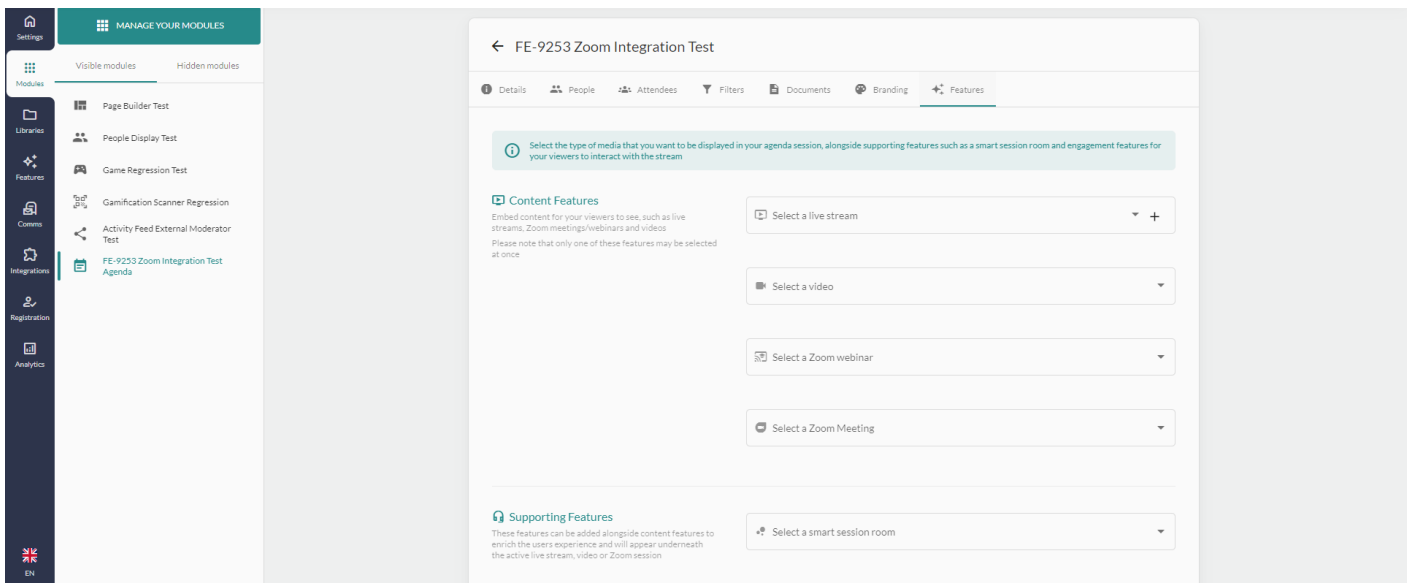 Settings
Modules
Libraries
Features
Comms
Integrations
Registration
Analytics
EN
MANAGE YOUR MODULES
Visible modules
Hidden modules
Page Builder Test
People Display Test
Game Regression Test
Gamification Scanner Regression
Activity Feed External Moderator
Test
FE-9253 Zoom Integration Test
Agenda
FE-9253 Zoom Integration Test
Details
People
Attendees
Filters
Documents
Branding
Features
Select the type of media that you want to be displayed in your agenda session, alongside supporting features such as a smart session room and engagement features for
your viewers to interact with the stream
Content Features
Embed content for your viewers to see, such as live
streams, Zoom meetings/webinars and videos
Please note that only one of these features may be selected
at once
Select a live stream
Select a video
Select a Zoom webinar
Select a Zoom Meeting
Supporting Features
These features can be added alongside content features to
enrich the users experience and will appear underneath
the active live stream, video or Zoom session
Select a smart session room